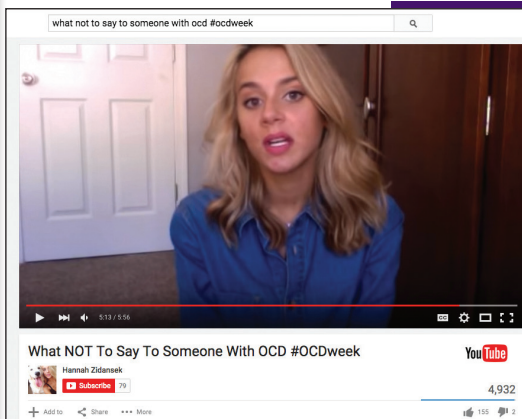 what not to say to someone with ocd #ocdweek
5:13 / 5:56
CC
What NOT To Say To Someone With OCD #OCDweek
YouTube
Hannah Zidansek
Subscribe 79
4,932
Add to Share More 155 2